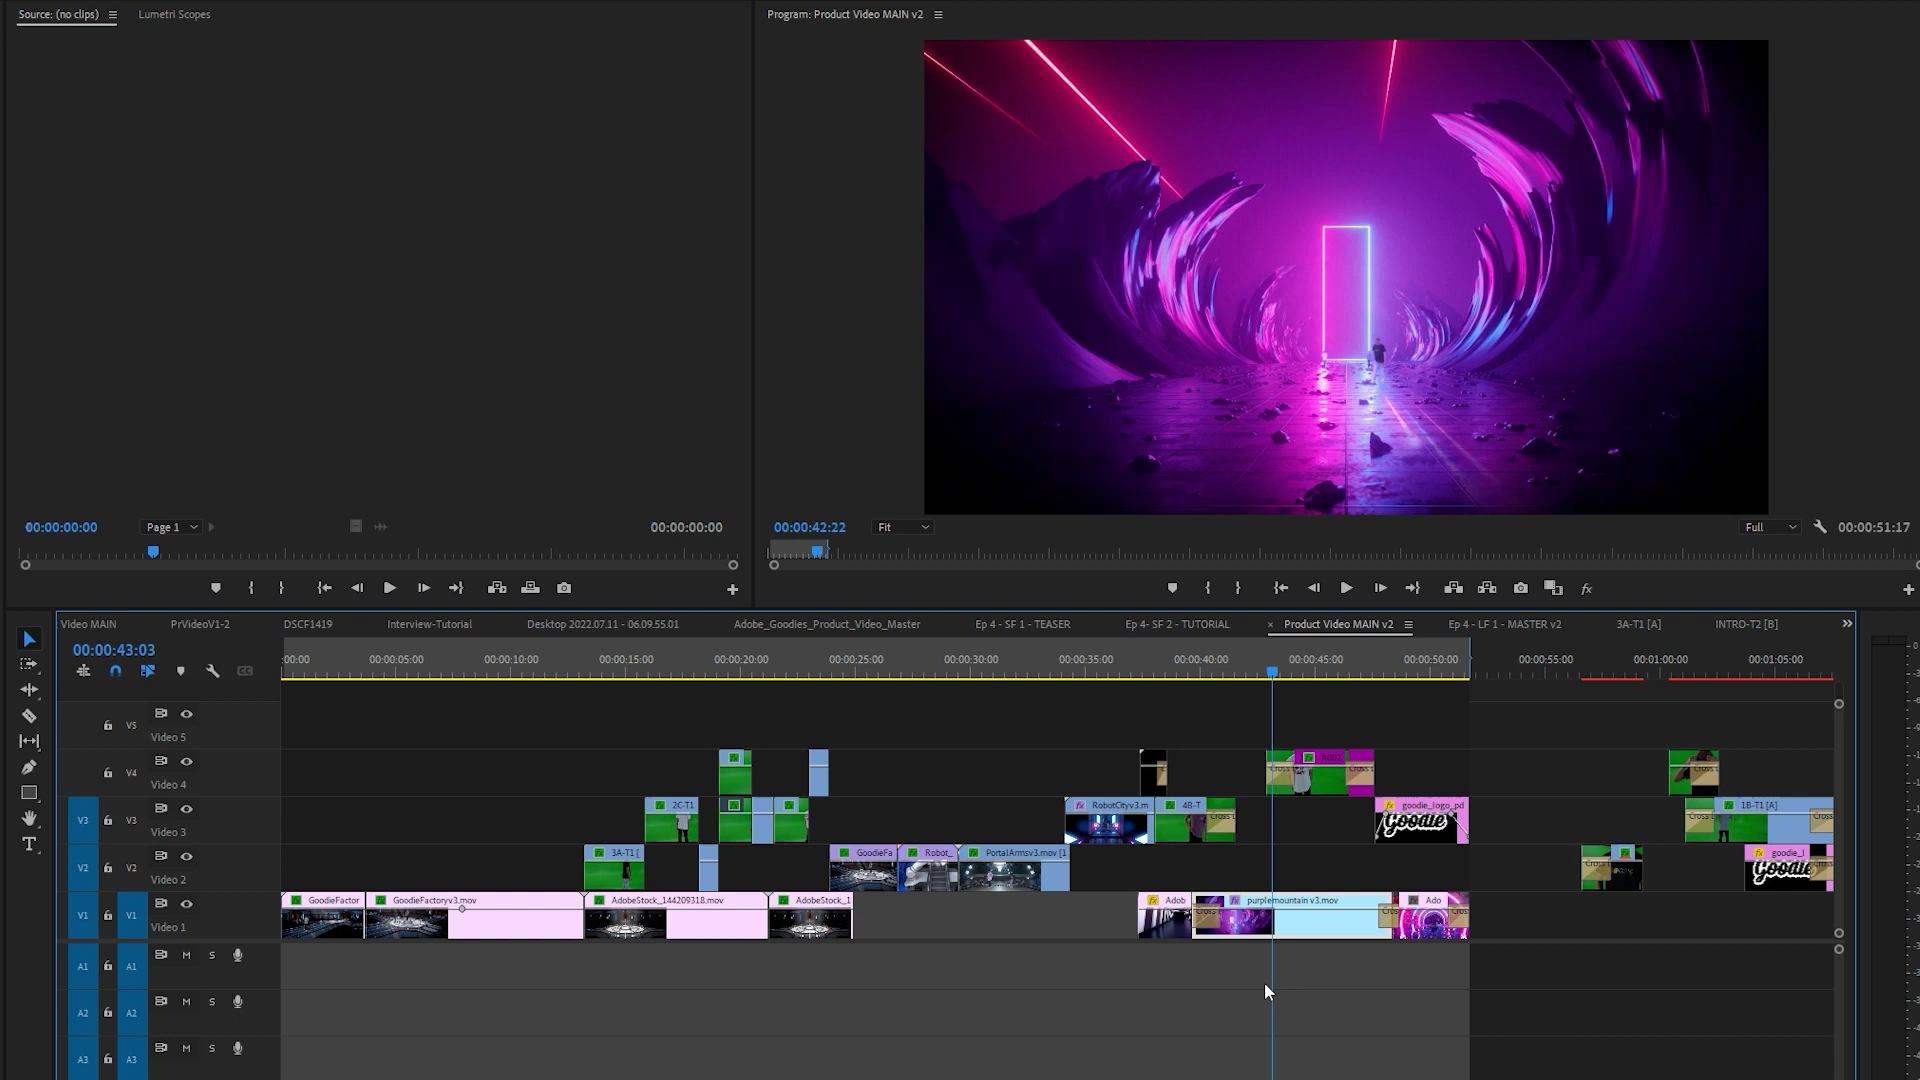 Source: (no clips) Lumetri Scopes
Program: Product Video MAIN v2
00:00:00:00 Page 1 00:00:00:00
00:00:42:22 Fit Full 00:00:51:17
Video MAIN PrVideoV1-2 DSCF1419 Interview-Tutorial Desktop 2022.07.11 - 06.09.55.01 Adobe_Goodies_Product_Video_Master Ep 4 - SF 1 - TEASER Ep 4- SF 2 - TUTORIAL × Product Video MAIN v2 Ep 4 - LF 1 - MASTER v2 3A-T1 [A] INTRO-T2 [B]
00:00:43:03
:00:00 00:00:05:00 00:00:10:00 00:00:15:00 00:00:20:00 00:00:25:00 00:00:30:00 00:00:35:00 00:00:40:00 00:00:45:00 00:00:50:00 00:00:55:00 00:01:00:00 00:01:05:00
V5 Video 5
V4 Video 4 A002
V3 V3 Video 3 2C-T1 RobotCityv3.m 4B-T goodie_logo_pd Goodie 1B-T1 [A]
V2 V2 Video 2 3A-T1 [ GoodieFa Robot_ PortalArmsv3.mov [1 goodie_l Goodie
V1 V1 Video 1 GoodieFactor GoodieFactoryv3.mov AdobeStock_144209318.mov AdobeStock_1 Adob purplemountain v3.mov Ado
A1 A1 M S
A2 A2 M S
A3 A3 M S